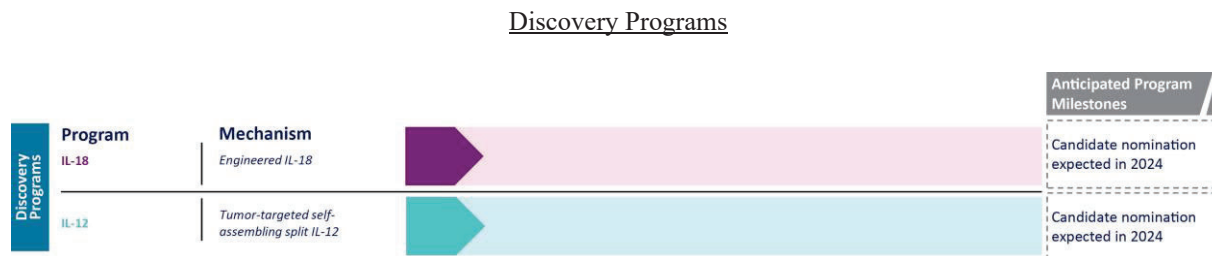 Discovery Programs
Anticipated Program
Milestones
Discovery
Programs
Program
Mechanism
IL-18
Engineered IL-18
Candidate nomination
expected in 2024
IL-12
Tumor-targeted self-
assembling split IL-12
Candidate nomination
expected in 2024